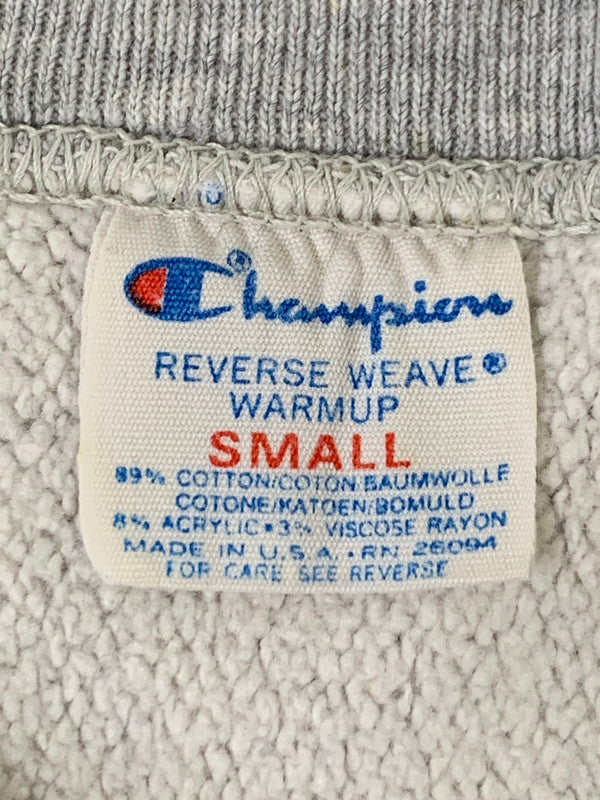 Champion®
REVERSE WEAVE®
WARMUP
SMALL
89% COTTON/COTON/BAUMWOLLE
COTONE/KATOEN/BOMULD
8% ACRYLIC•3% VISCOSE RAYON
MADE IN U.S.A.•RN 26094
FOR CARE SEE REVERSE